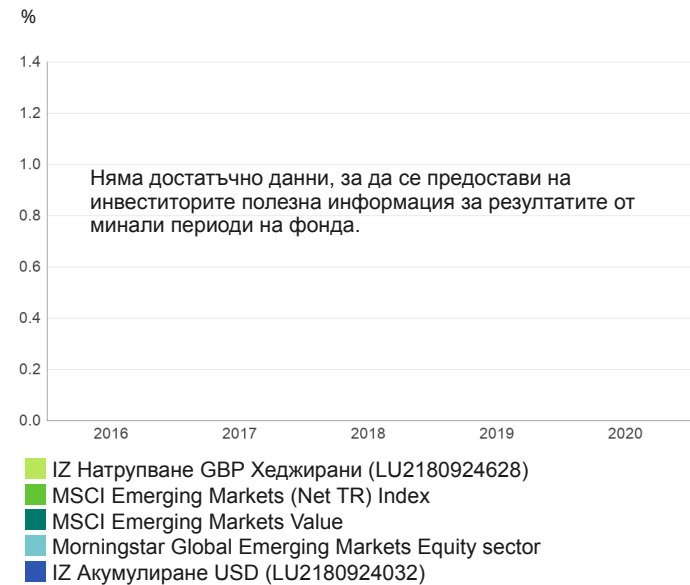 %
1.4
1.2
1.0
0.8
0.6
0.4
0.2
0.0
Няма достатъчно данни, за да се предостави на
инвеститорите полезна информация за резултатите от
минали периоди на фонда.
2016 2017 2018 2019 2020
IZ Натрупване GBP Хеджирани (LU2180924628)
MSCI Emerging Markets (Net TR) Index
MSCI Emerging Markets Value
Morningstar Global Emerging Markets Equity sector
IZ Акумулиране USD (LU2180924032)